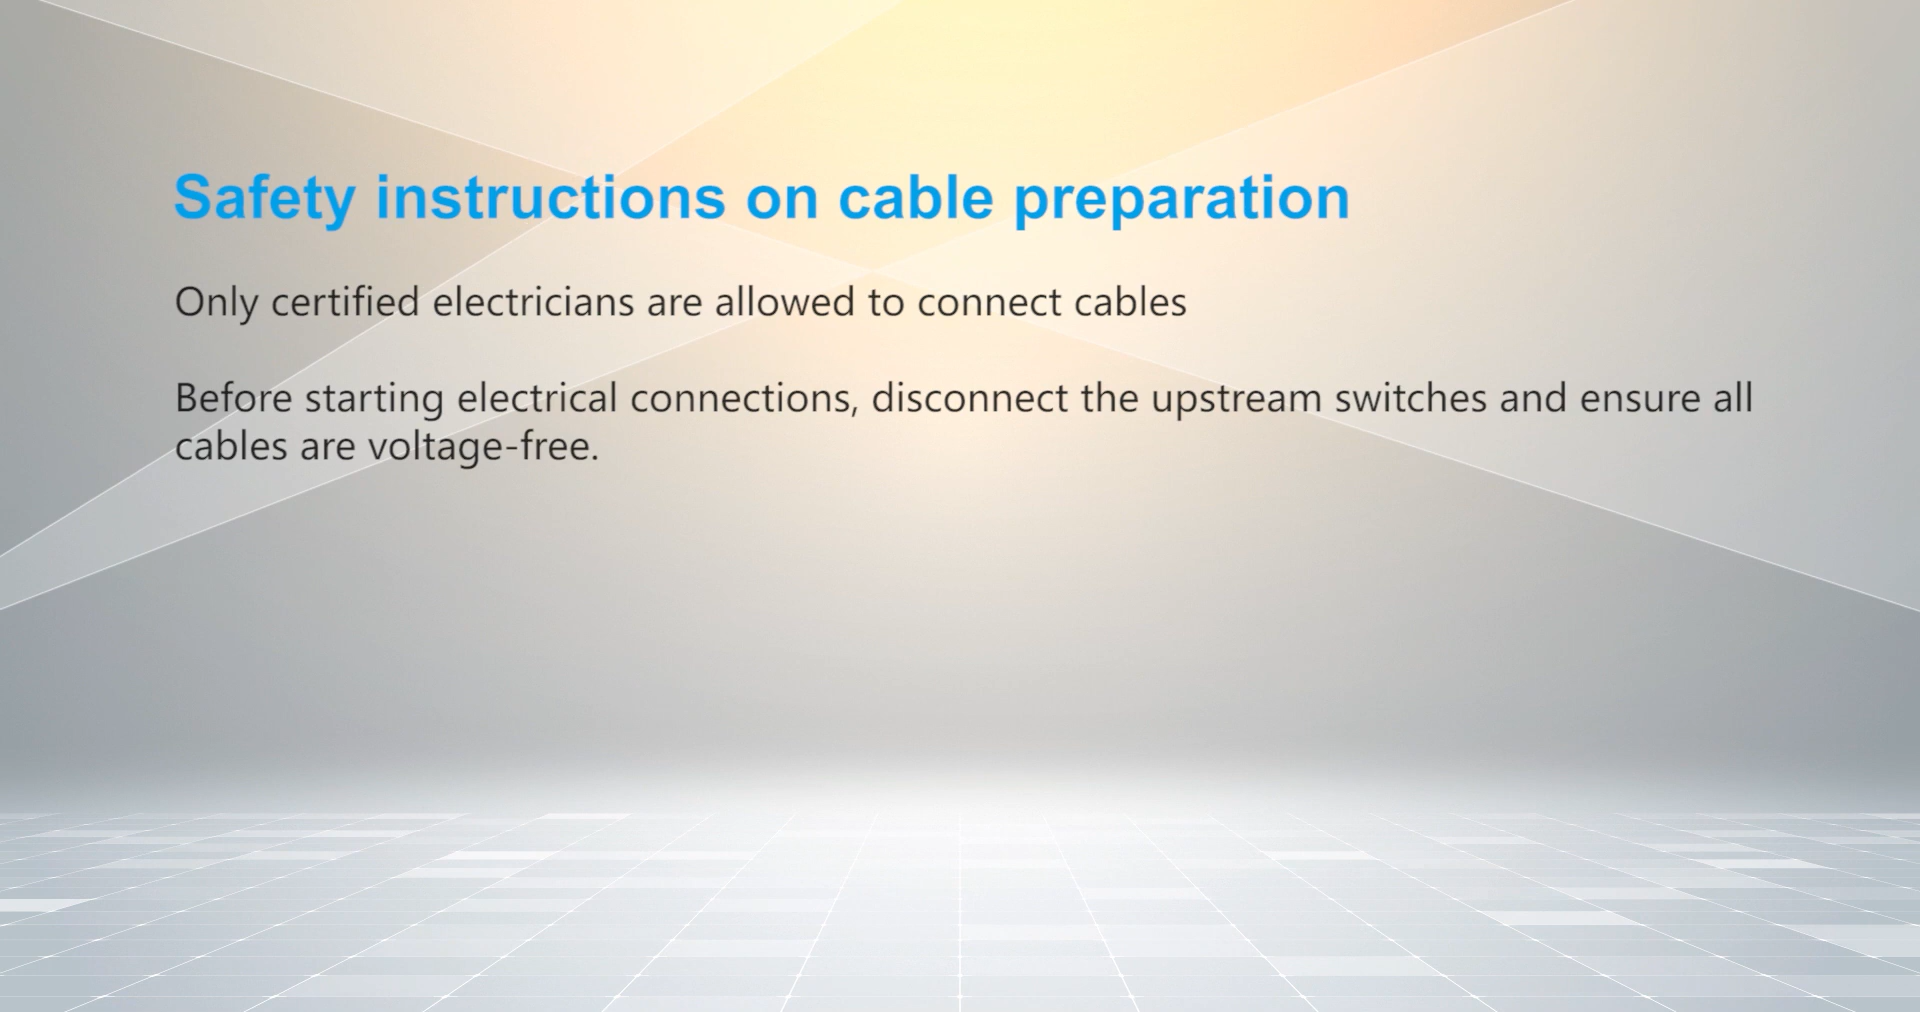 Safety instructions on cable preparation
Only certified electricians are allowed to connect cables
Before starting electrical connections, disconnect the upstream switches and ensure all
cables are voltage-free.